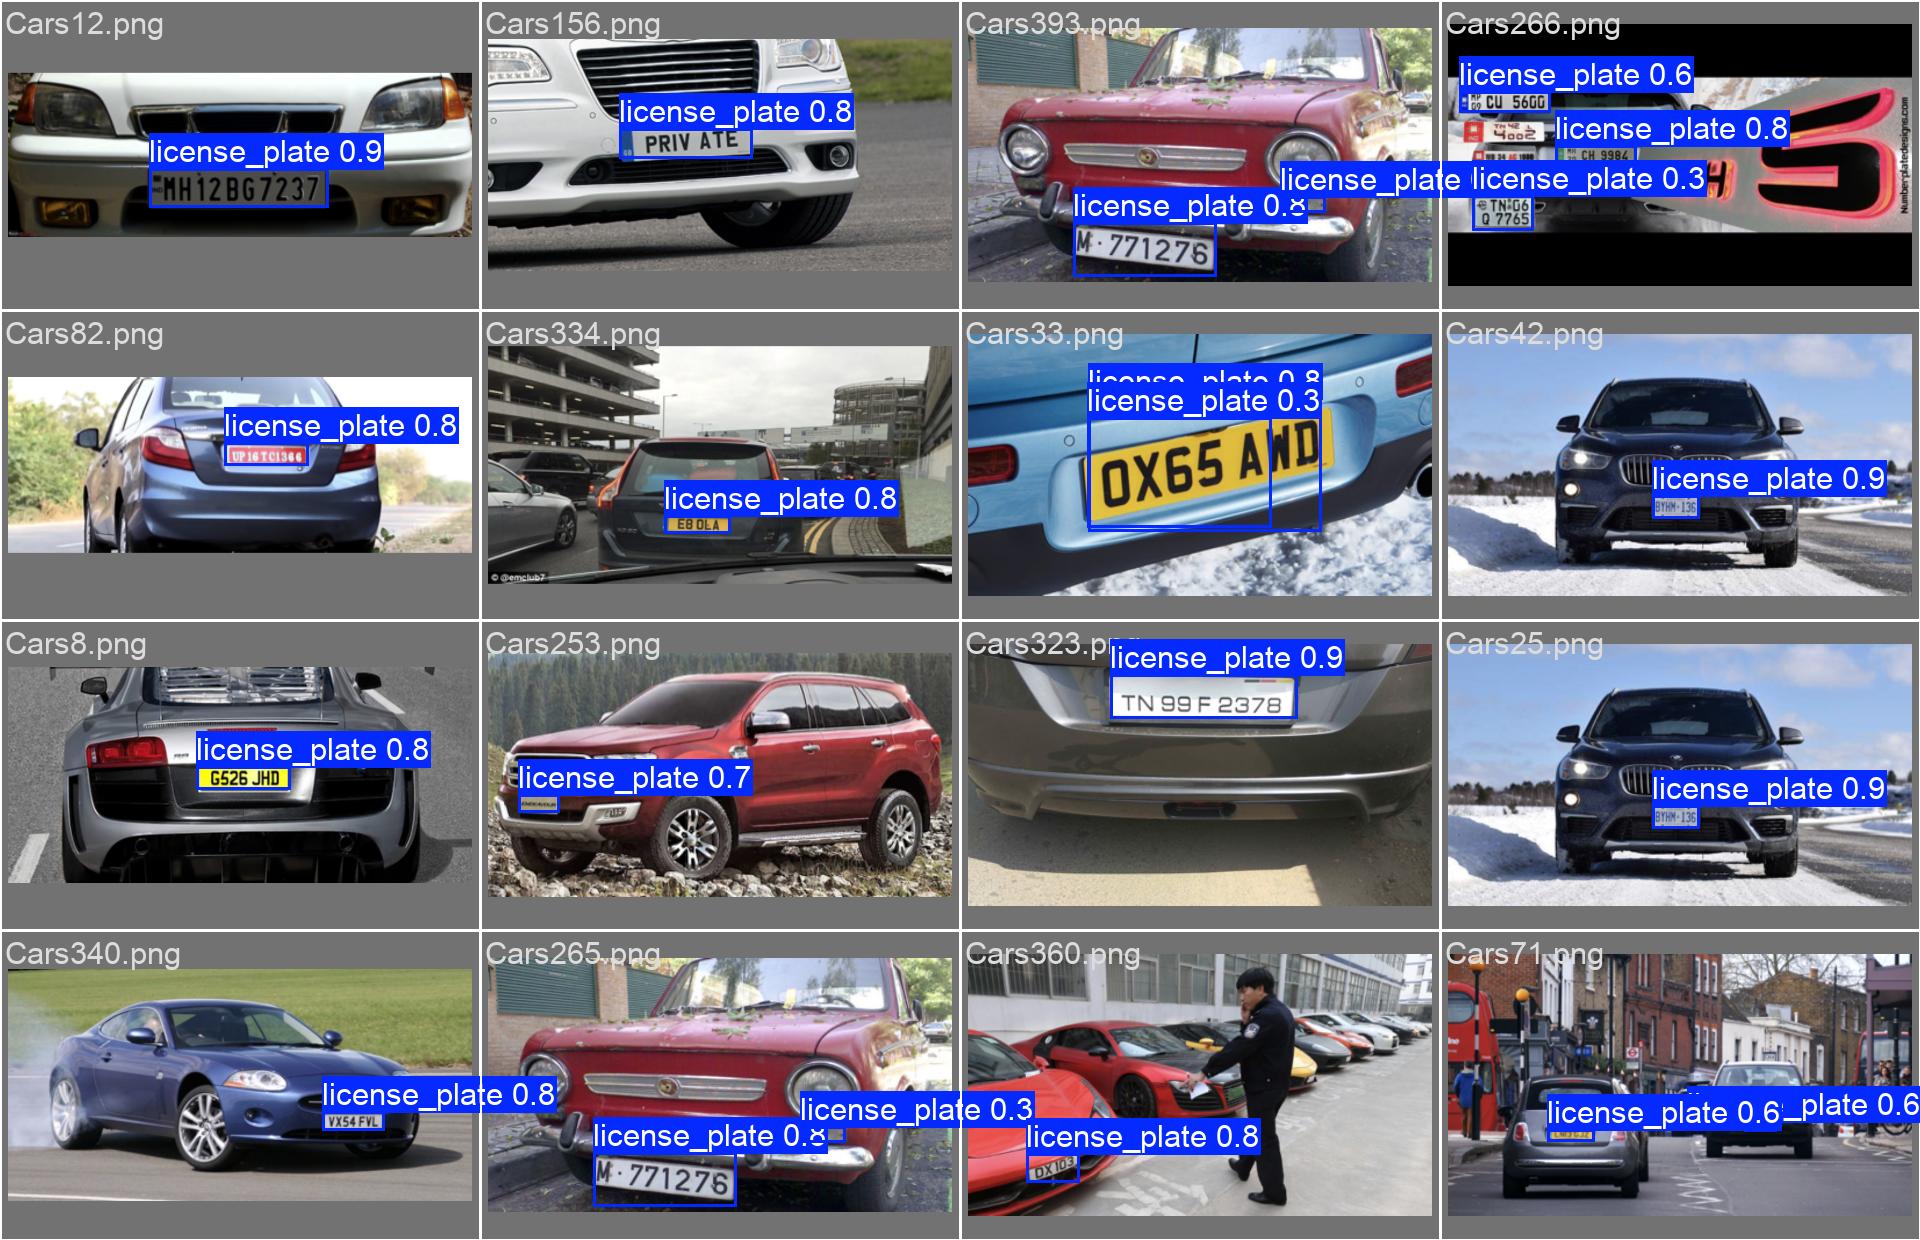 Cars12.png
license_plate 0.9
MH12BG7237
Cars156.png
license_plate 0.8
PRIV ATE
Cars393.png
license_plate
license_plate 0.8
M·771276
Cars266.png
license_plate 0.6
CU 5600
license_plate 0.8
CH 9984
license_plate 0.3
TN 06
Q 7765
Numberplatedesigns.com
Cars82.png
license_plate 0.8
UP16TC1366
Cars334.png
license_plate 0.8
E8 DLA
© @emclub7
Cars33.png
license_plate 0.8
license_plate 0.3
OX65 AWD
Cars42.png
license_plate 0.9
BYHM·136
Cars8.png
license_plate 0.8
G526 JHD
Cars253.png
license_plate 0.7
ENDEAVOUR
Cars323.png
license_plate 0.9
TN 99 F 2378
Cars25.png
license_plate 0.9
BYHM·136
Cars340.png
license_plate 0.8
VX54 FVL
Cars265.png
license_plate 0.3
license_plate 0.8
M·771276
Cars360.png
license_plate 0.8
DX103
Cars71.png
license_plate 0.6
_plate 0.6